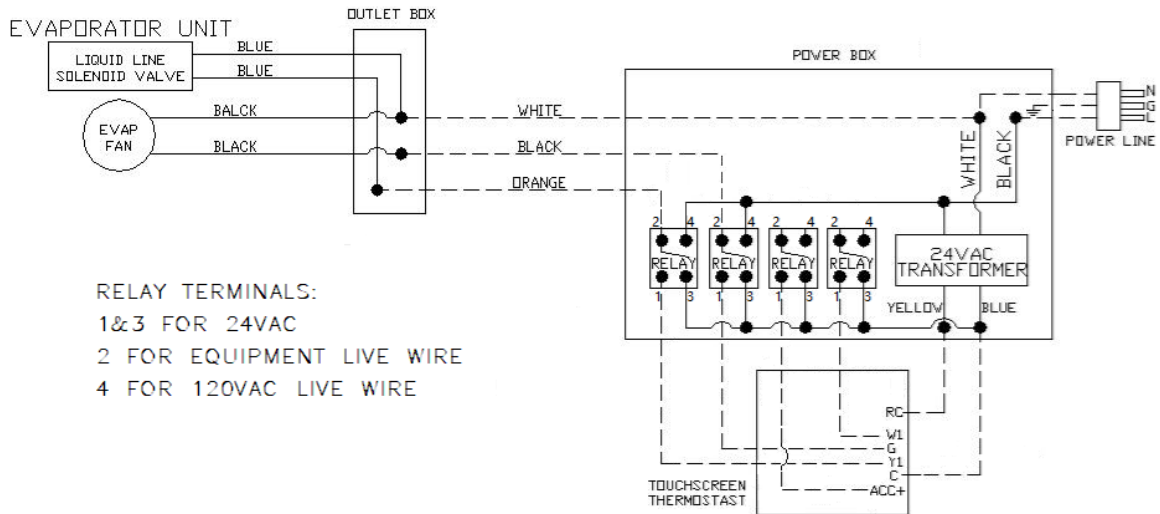 EVAPORATOR UNIT
OUTLET BOX
LIQUID LINE
SOLENOID VALVE
BLUE
BLUE
EVAP
FAN
BALCK
BLACK
WHITE
BLACK
ORANGE
POWER BOX
N
G
L
POWER LINE
WHITE
BLACK
2 4
2 4
2 4
2 4
RELAY
RELAY
RELAY
RELAY
1 3
1 3
1 3
1 3
24VAC
TRANSFORMER
YELLOW
BLUE
RELAY TERMINALS:
1&3 FOR 24VAC
2 FOR EQUIPMENT LIVE WIRE
4 FOR 120VAC LIVE WIRE
RC
W1
G
Y1
C
ACC+
TOUCHSCREEN
THERMOSTAST